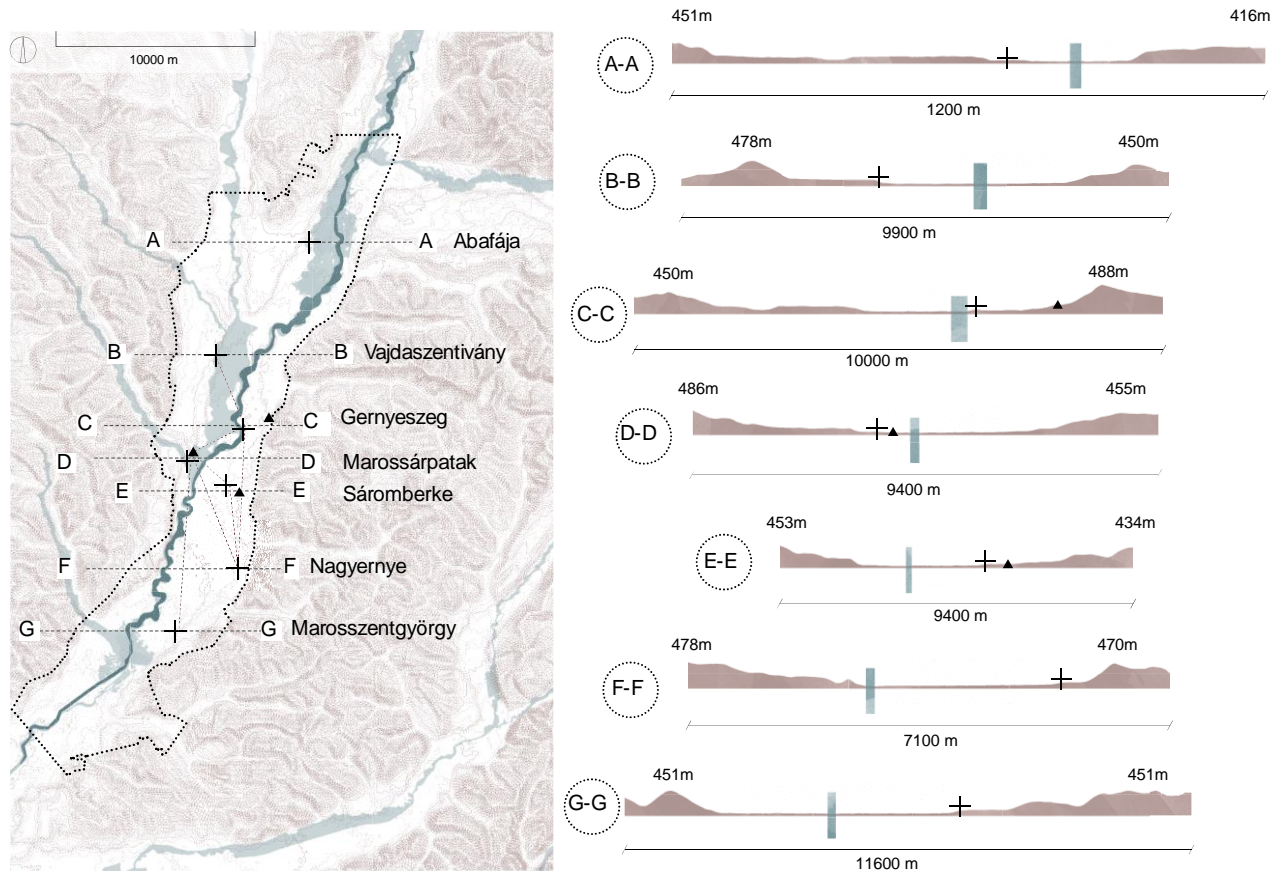 10000 m
A
A Abafája
B
B Vajdaszentivány
C
C Gernyeszeg
D
D Marossárpatak
E
E Sáromberke
F
F Nagyernye
G
G Marosszentgyörgy
451m
416m
A-A
1200 m
478m
450m
B-B
9900 m
450m
488m
C-C
10000 m
486m
455m
D-D
9400 m
453m
434m
E-E
9400 m
478m
470m
F-F
7100 m
451m
451m
G-G
11600 m